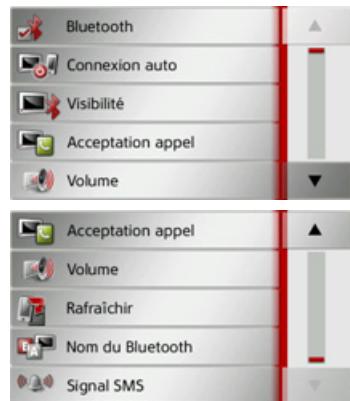 Bluetooth
Connexion auto
Visibilité
Acceptation appel
Volume
Acceptation appel
Volume
Rafraîchir
Nom du Bluetooth
Signal SMS